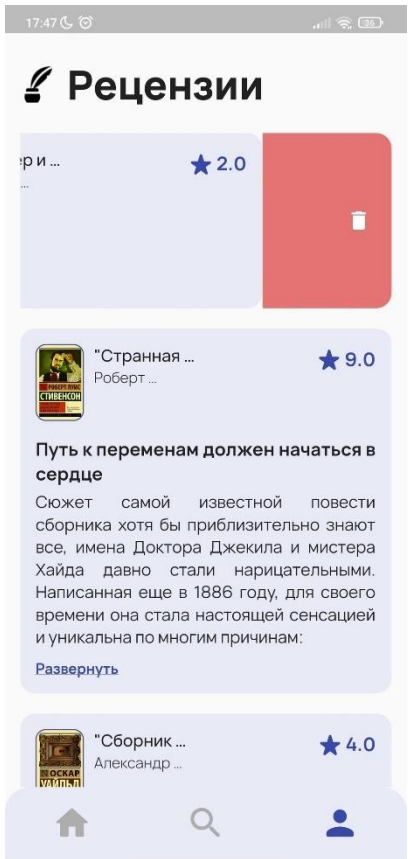 17:47
36
Рецензии
ер и ...
2.0
...
РОБЕРТ ЛУИС
СТИВЕНСОН
"Странная ...
9.0
Роберт ...
Путь к переменам должен начаться в
сердце
Сюжет самой известной повести
сборника хотя бы приблизительно знают
все, имена Доктора Джекила и мистера
Хайда давно стали нарицательными.
Написанная еще в 1886 году, для своего
времени она стала настоящей сенсацией
и уникальна по многим причинам:
Развернуть
"Сборник ...
4.0
Александр ...
ОСКАР
УАЙЛЬД